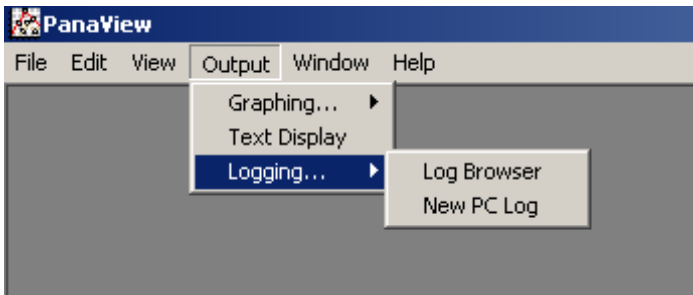 PanaView
File Edit View Output Window Help
Graphing...
Text Display
Logging...
Log Browser
New PC Log